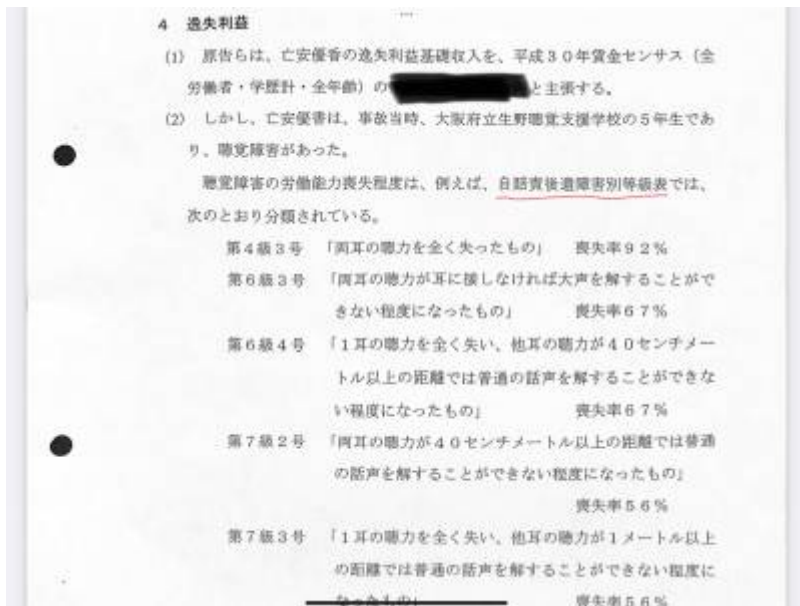 4 逸失利益
(1) 原告らは、亡安優香の逸失利益基礎収入を、平成30年賃金センサス（全
労働者・学歴計・全年齢）の と主張する。
(2) しかし、亡安優香は、事故当時、大阪府立生野聴覚支援学校の5年生であ
り、聴覚障害があった。
聴覚障害の労働能力喪失程度は、例えば、自賠責後遺障害別等級表では、
次のとおり分類されている。
第4級3号 「両耳の聴力を全く失ったもの」 喪失率92％
第6級3号 「両耳の聴力が耳に接しなければ大声を解することがで
きない程度になったもの」 喪失率67％
第6級4号 「1耳の聴力を全く失い、他耳の聴力が40センチメー
トル以上の距離では普通の話声を解することができな
い程度になったもの」 喪失率67％
第7級2号 「両耳の聴力が40センチメートル以上の距離では普通
の話声を解することができない程度になったもの」
喪失率56％
第7級3号 「1耳の聴力を全く失い、他耳の聴力が1メートル以上
の距離では普通の話声を解することができない程度に
なったもの」 喪失率56％